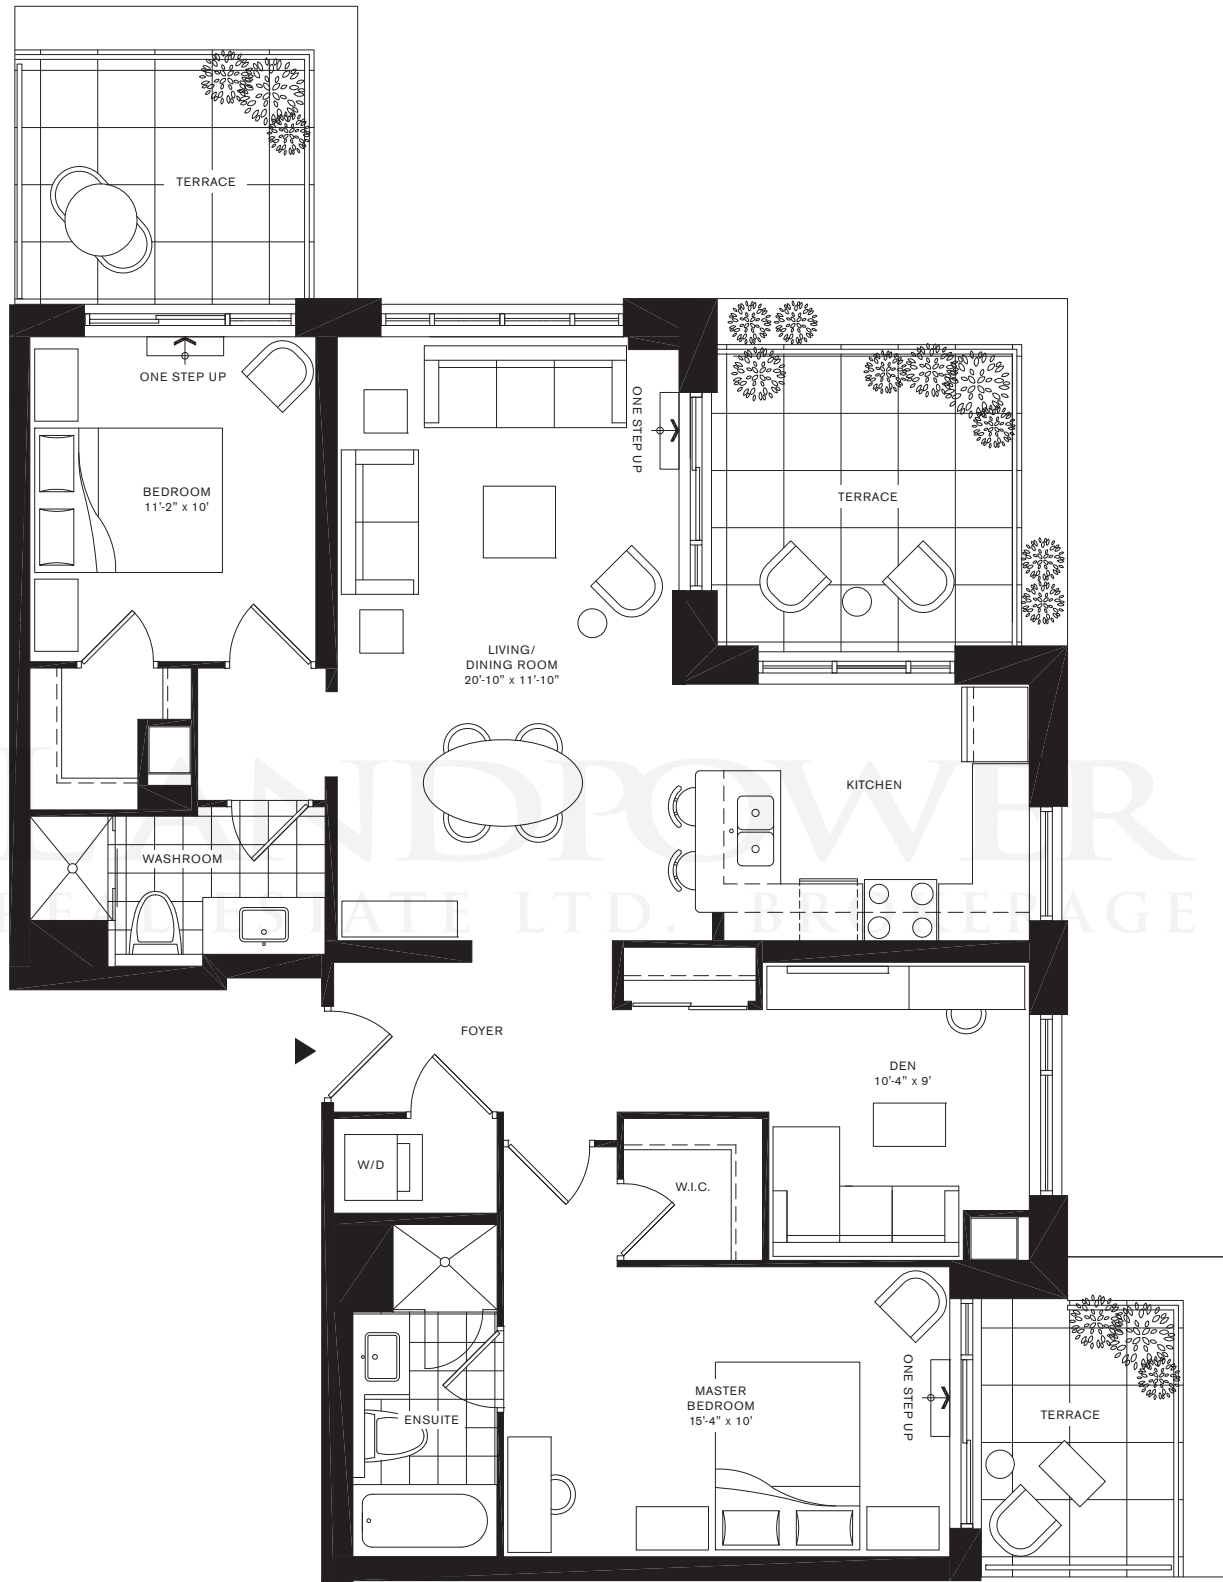 TERRACE
ONE STEP UP
BEDROOM
11'-2" x 10'
ONE STEP UP
TERRACE
LIVING/
DINING ROOM
20'-10" x 11'-10"
KITCHEN
LANDPOWER
REAL ESTATE LTD. BROKERAGE
WASHROOM
FOYER
DEN
10'-4" x 9'
W/D
W.I.C.
MASTER
BEDROOM
15'-4" x 10'
ONE STEP UP
TERRACE
ENSUITE